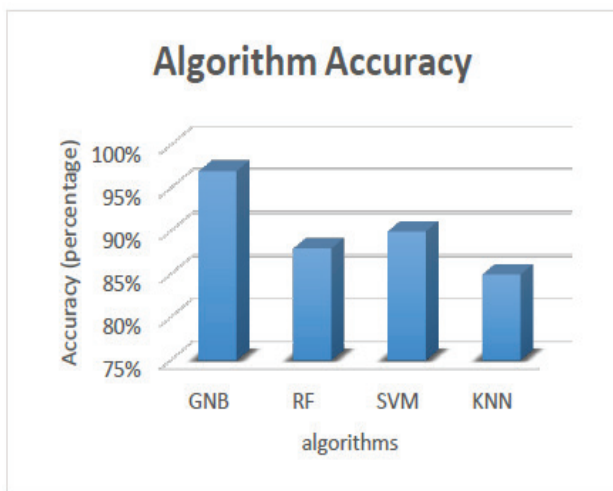 Algorithm Accuracy
Accuracy (percentage)
100%
95%
90%
85%
80%
75%
GNB RF SVM KNN
algorithms